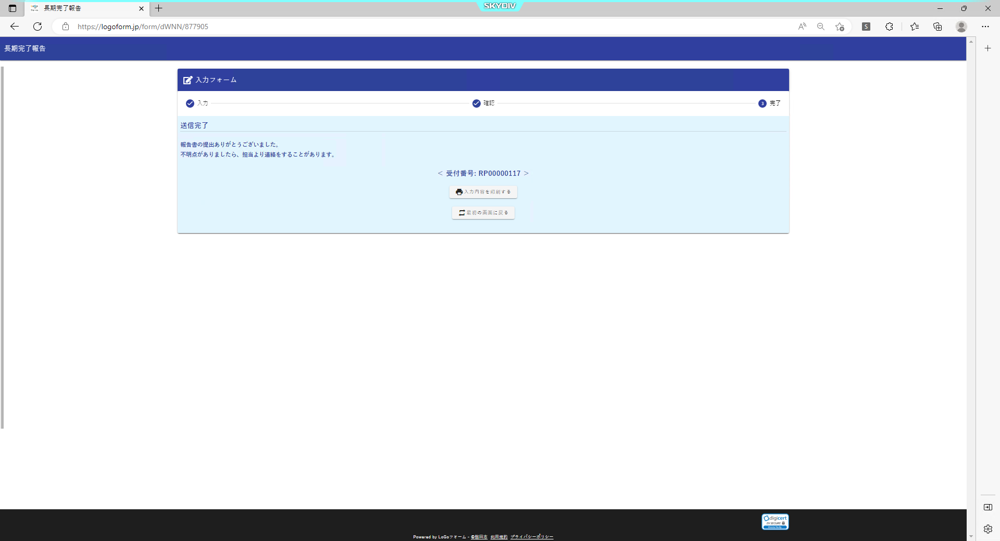 長期完了報告
SKYDIV
https://logoform.jp/form/dWNN/877905
長期完了報告
入力フォーム
入力
確認
3 完了
送信完了
報告書の提出ありがとうございました。
不明点がありましたら、担当より連絡をすることがあります。
< 受付番号: RP00000117 >
入力内容を印刷する
最初の画面に戻る
digicert
EV SECURE
Click to Verify
Powered by LoGoフォーム - ©磐田市 利用規約 プライバシーポリシー